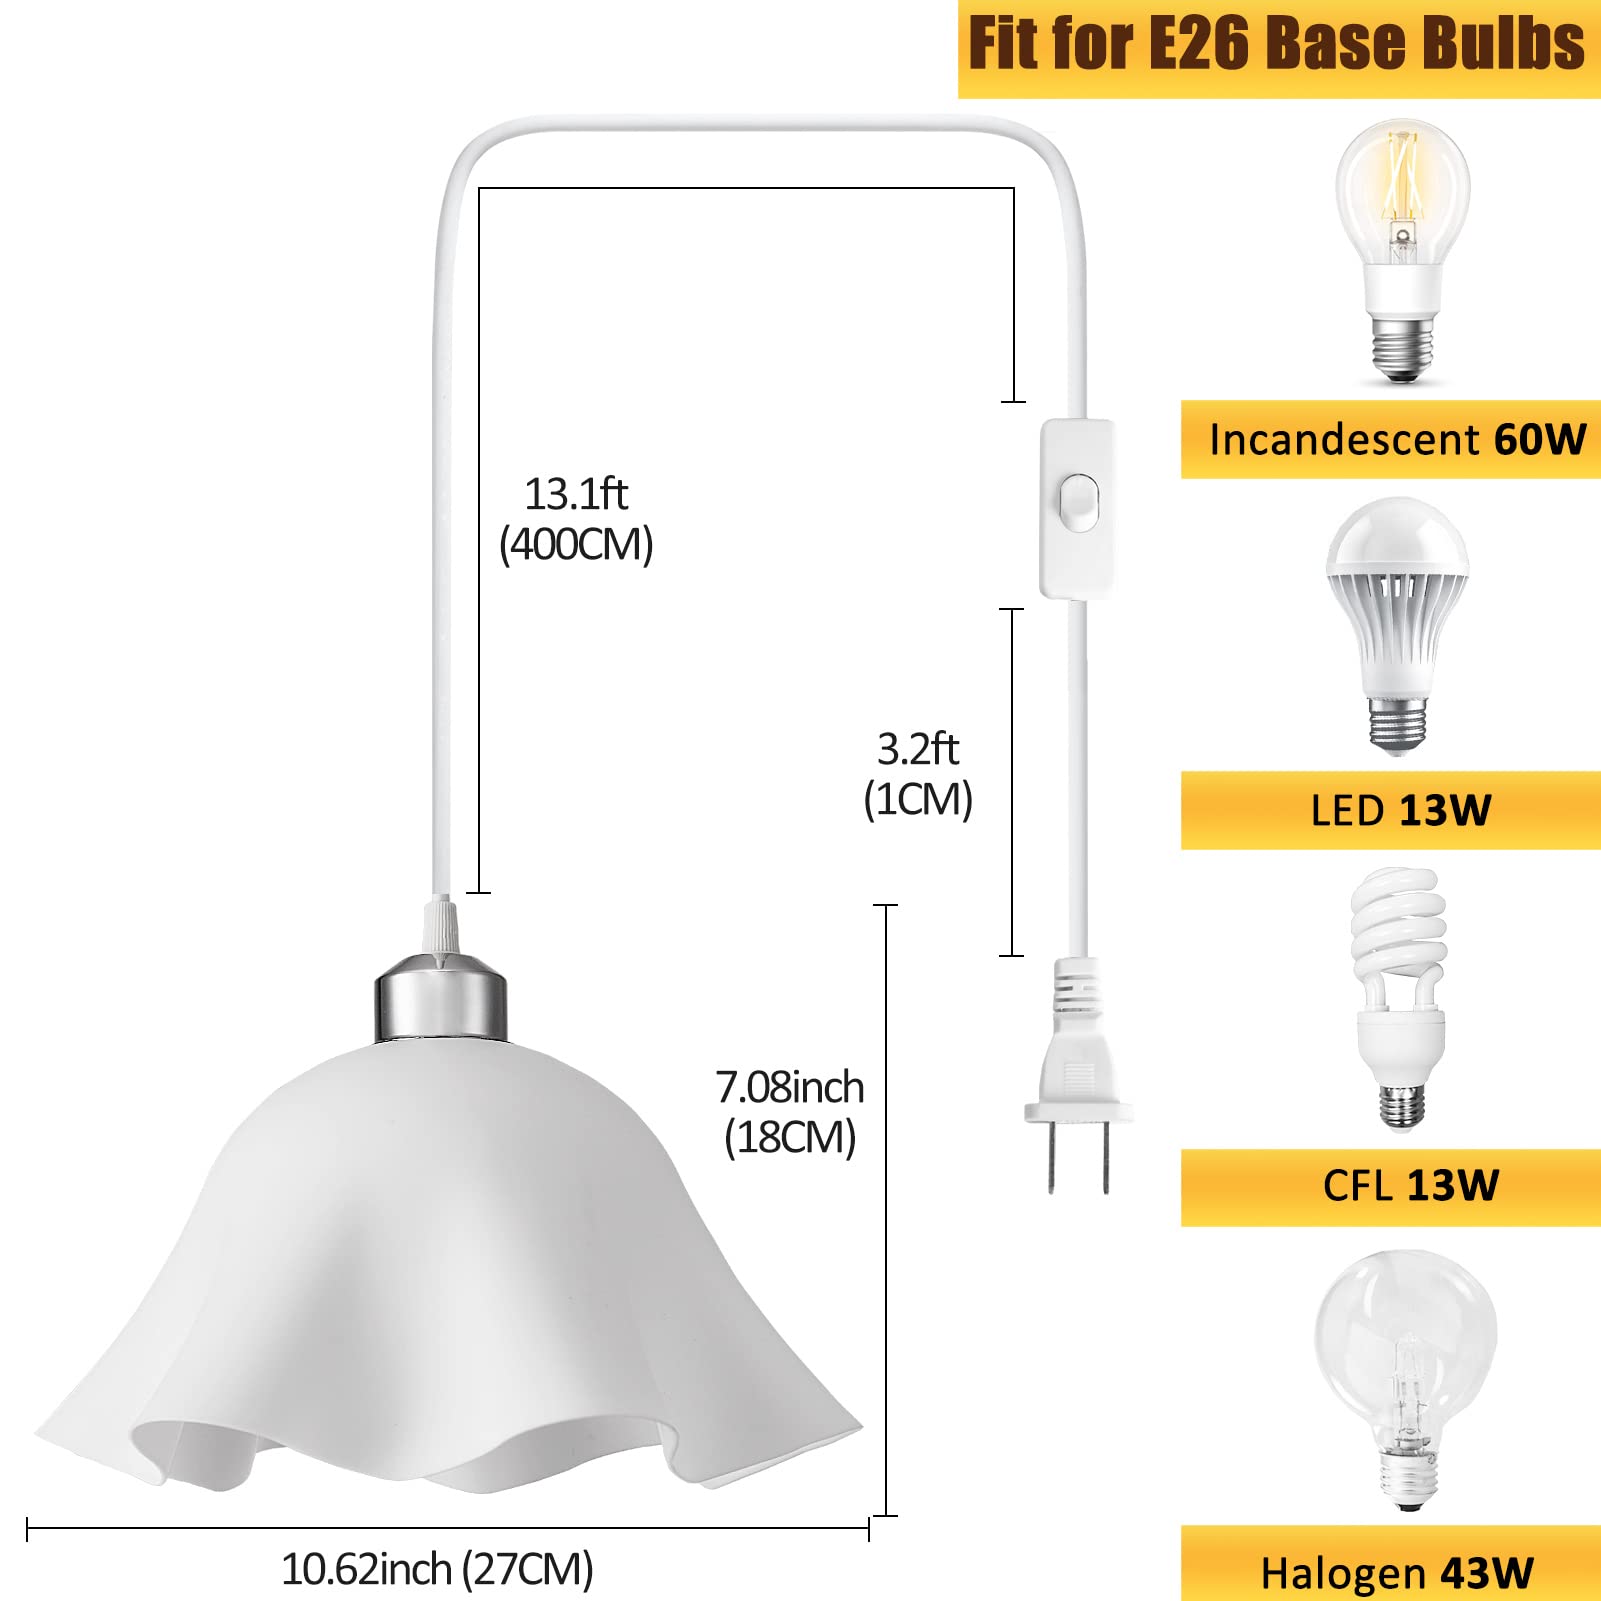 Fit for E26 Base Bulbs
13.1ft
(400CM)
3.2ft
(1CM)
7.08inch
(18CM)
10.62inch (27CM)
Incandescent 60W
LED 13W
CFL 13W
Halogen 43W